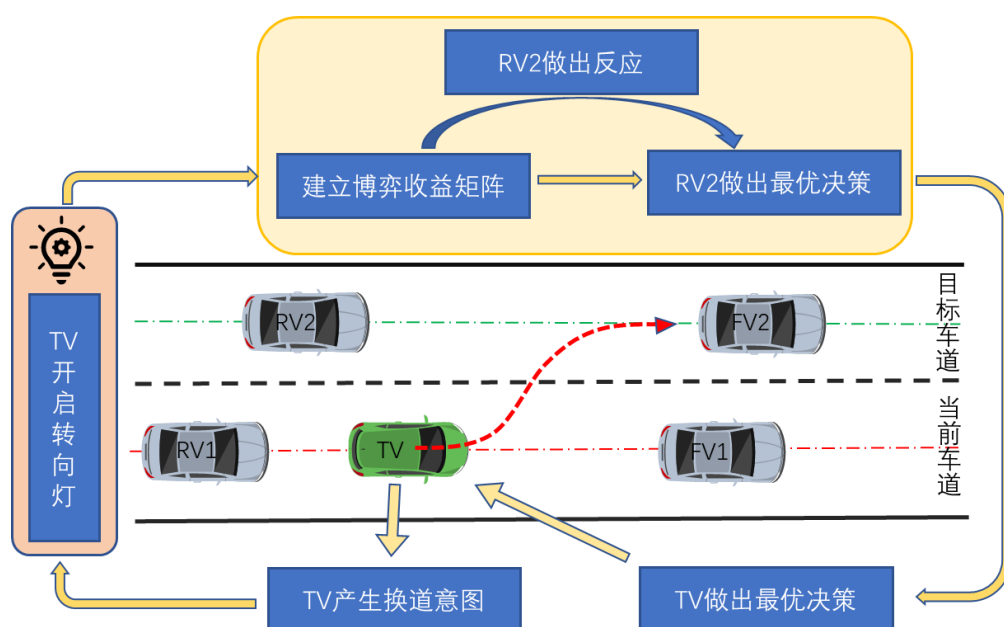 RV2做出反应
建立博弈收益矩阵
RV2做出最优决策
TV
开
启
转
向
灯
RV2
FV2
目
标
车
道
RV1
TV
FV1
当
前
车
道
TV产生换道意图
TV做出最优决策